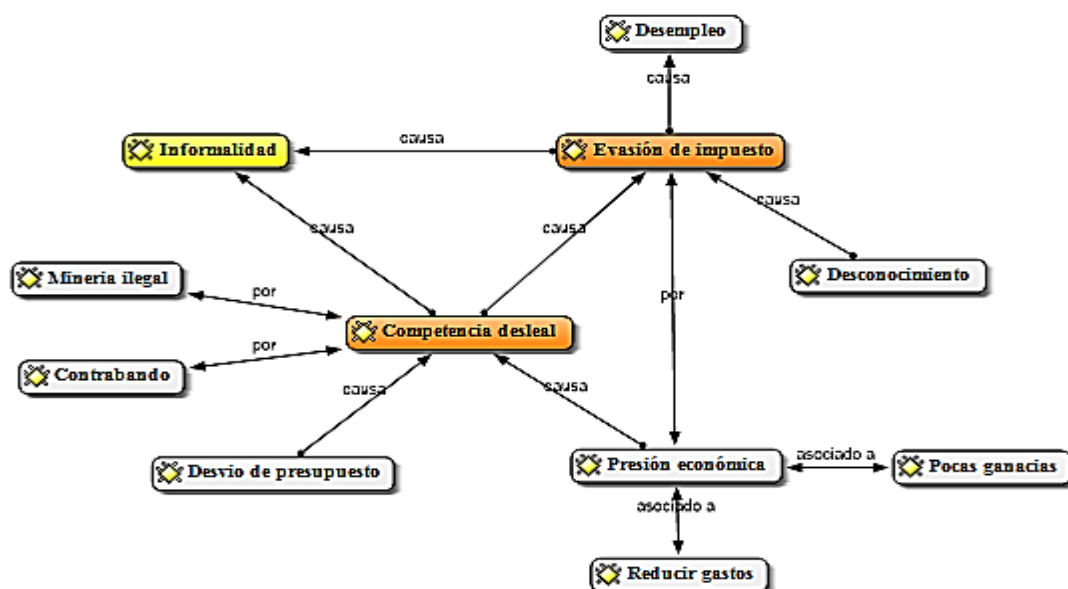 Desempleo
causa
causa
Informalidad
Evasión de impuesto
causa
causa
causa
Mineria ilegal
Desconocimiento
por
por
Competencia desleal
por
Contrabando
causa
causa
asociado a
Desvio de presupuesto
Presión económica
Pocas ganacias
asociado a
Reducir gastos